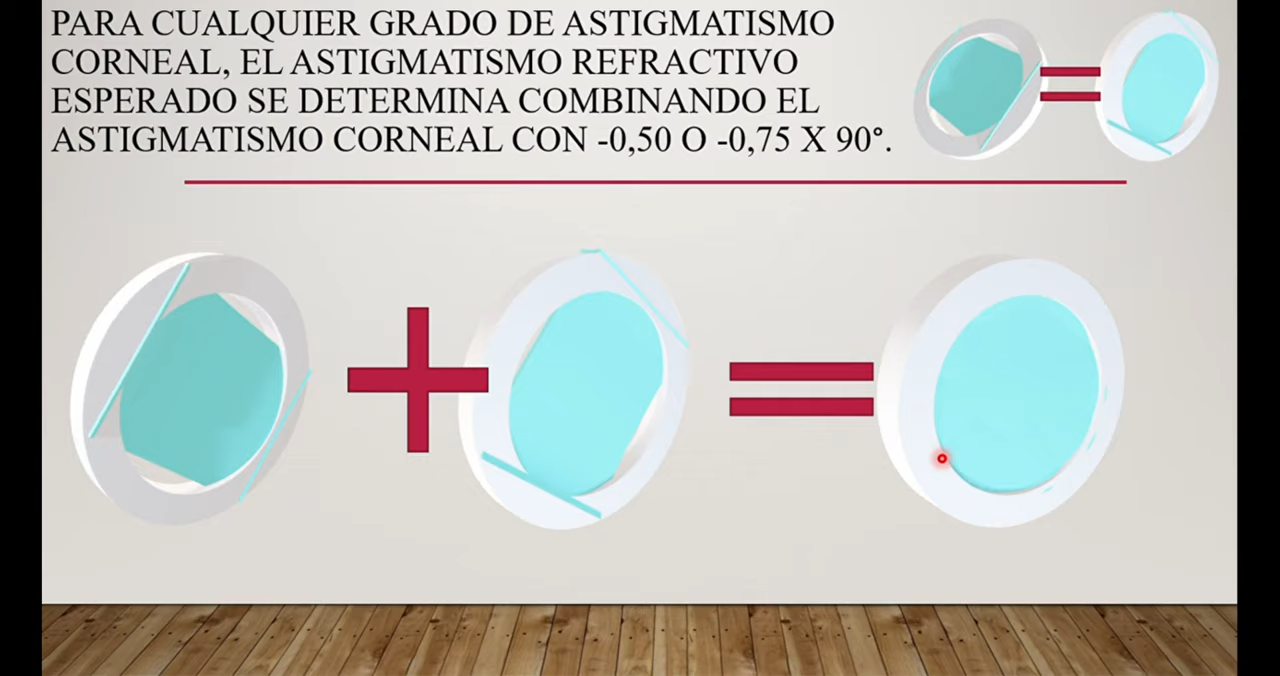 PARA CUALQUIER GRADO DE ASTIGMATISMO
CORNEAL, EL ASTIGMATISMO REFRACTIVO
ESPERADO SE DETERMINA COMBINANDO EL
ASTIGMATISMO CORNEAL CON -0,50 O -0,75 X 90°.